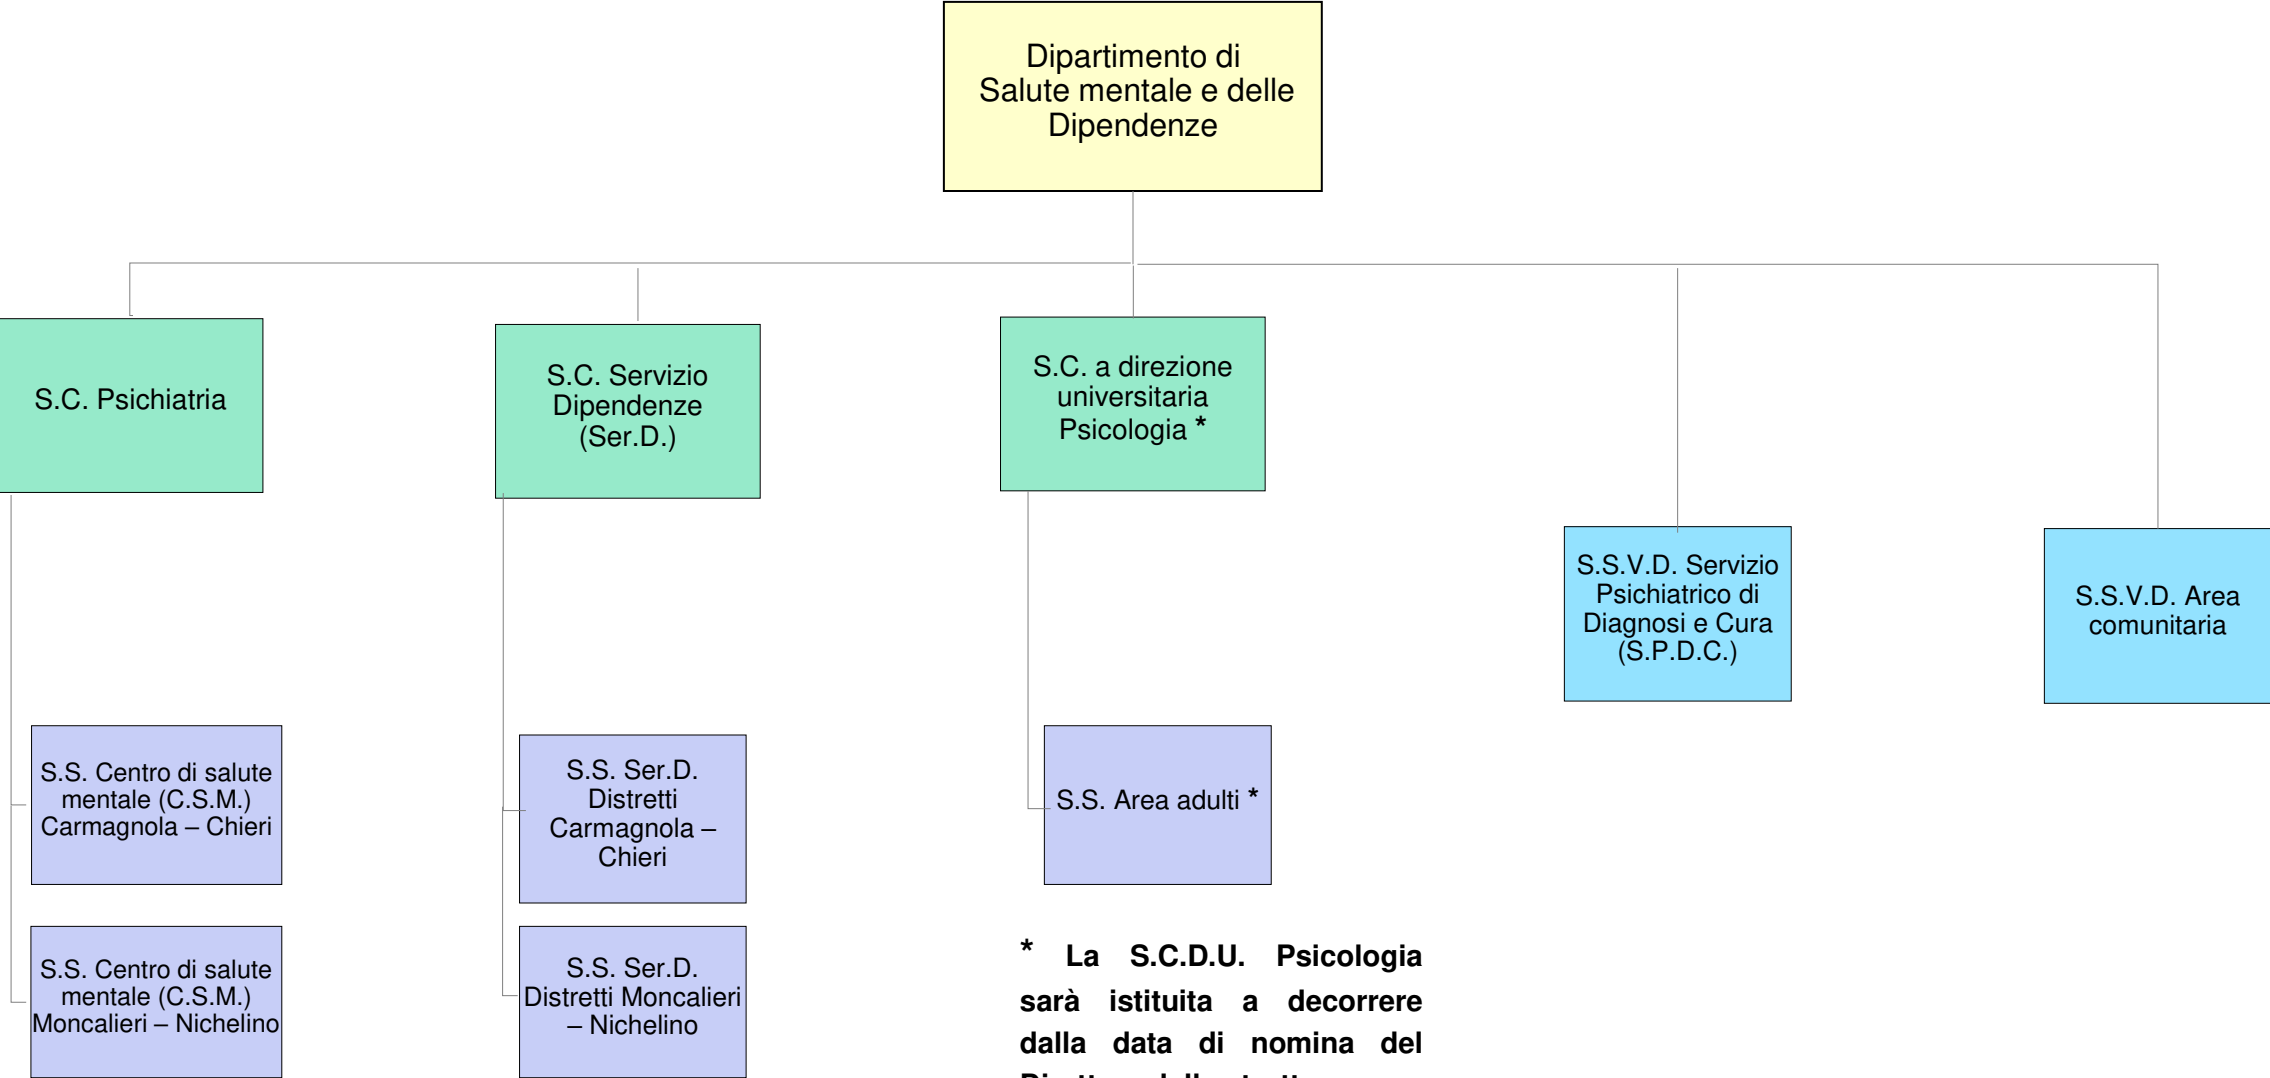 Dipartimento di
Salute mentale e delle
Dipendenze
S.C. Psichiatria
S.C. Servizio
Dipendenze
(Ser.D.)
S.C. a direzione
universitaria
Psicologia *
S.S.V.D. Servizio
Psichiatrico di
Diagnosi e Cura
(S.P.D.C.)
S.S.V.D. Area
comunitaria
S.S. Centro di salute
mentale (C.S.M.)
Carmagnola – Chieri
S.S. Ser.D.
Distretti
Carmagnola –
Chieri
S.S. Area adulti *
S.S. Centro di salute
mentale (C.S.M.)
Moncalieri – Nichelino
S.S. Ser.D.
Distretti Moncalieri
– Nichelino
* La S.C.D.U. Psicologia
sarà istituita a decorrere
dalla data di nomina del